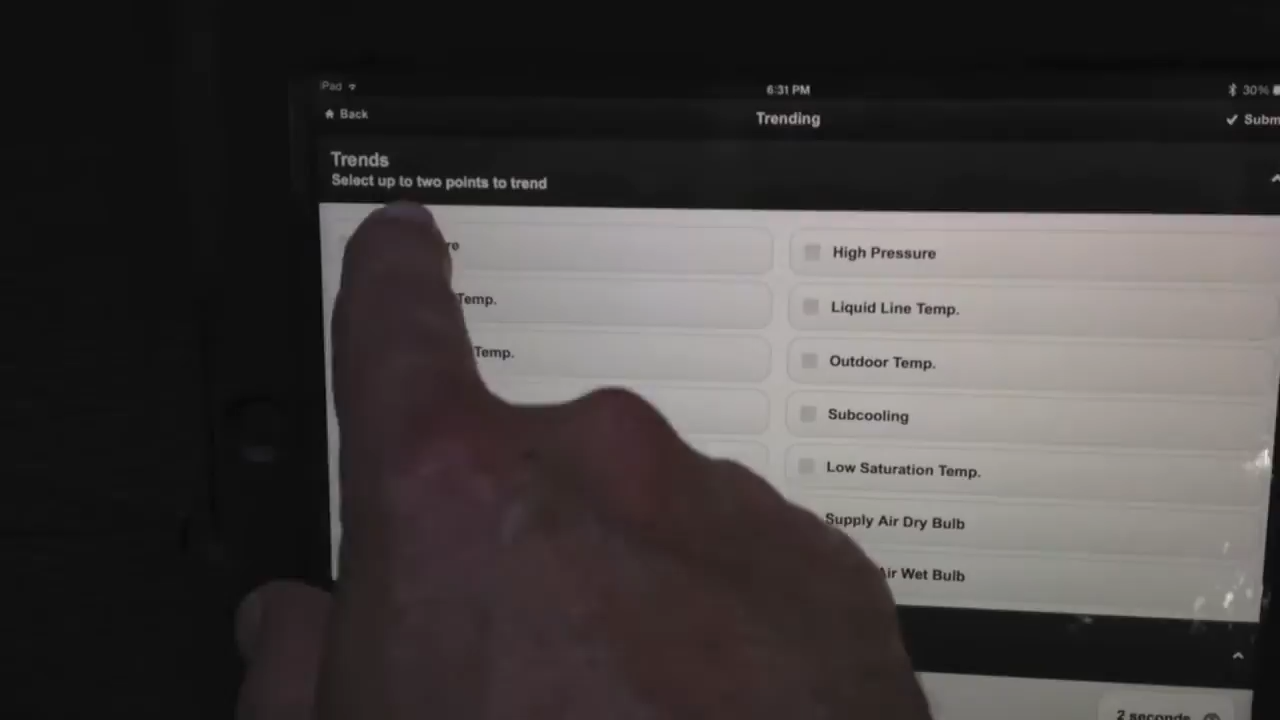 iPad 6:31 PM 30%
Back Trending
Trends
Select up to two points to trend
High Pressure
Temp. Liquid Line Temp.
Temp. Outdoor Temp.
Subcooling
Low Saturation Temp.
Supply Air Dry Bulb
Air Wet Bulb
2 seconds